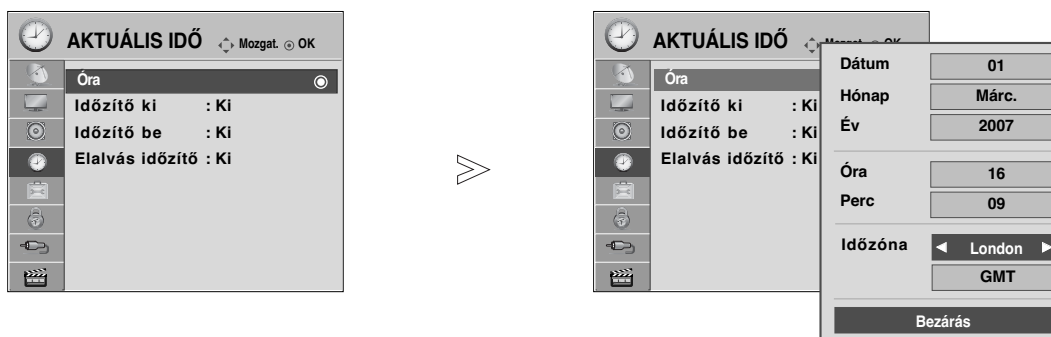 AKTUÁLIS IDŐ Mozgat. OK
Óra
Időzítő ki : Ki
Időzítő be : Ki
Elalvás időzítő : Ki
AKTUÁLIS IDŐ
Óra
Időzítő ki : Ki
Időzítő be : Ki
Elalvás időzítő : Ki
Dátum 01
Hónap Márc.
Év 2007
Óra 16
Perc 09
Időzóna London
GMT
Bezárás